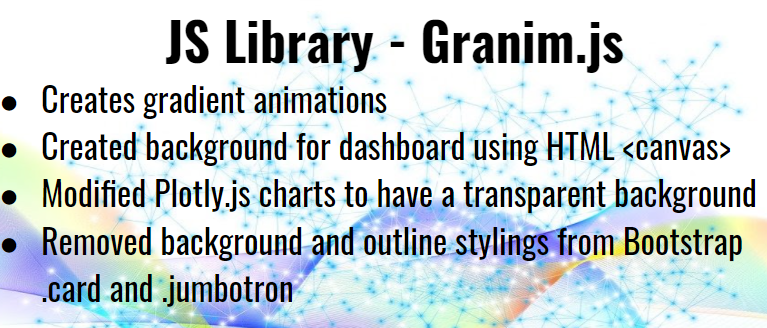 JS Library - Granim.js
● Creates gradient animations
● Created background for dashboard using HTML <canvas>
● Modified Plotly.js charts to have a transparent background
● Removed background and outline stylings from Bootstrap
.card and .jumbotron